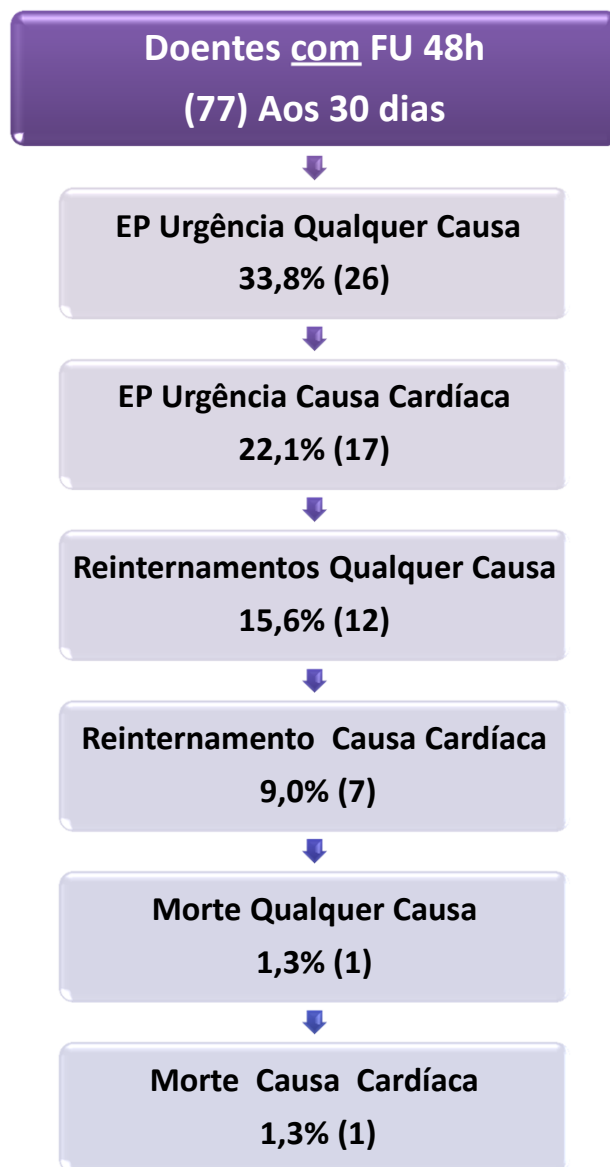 Doentes com FU 48h
(77) Aos 30 dias
EP Urgência Qualquer Causa
33,8% (26)
EP Urgência Causa Cardíaca
22,1% (17)
Reinternamentos Qualquer Causa
15,6% (12)
Reinternamento Causa Cardíaca
9,0% (7)
Morte Qualquer Causa
1,3% (1)
Morte Causa Cardíaca
1,3% (1)